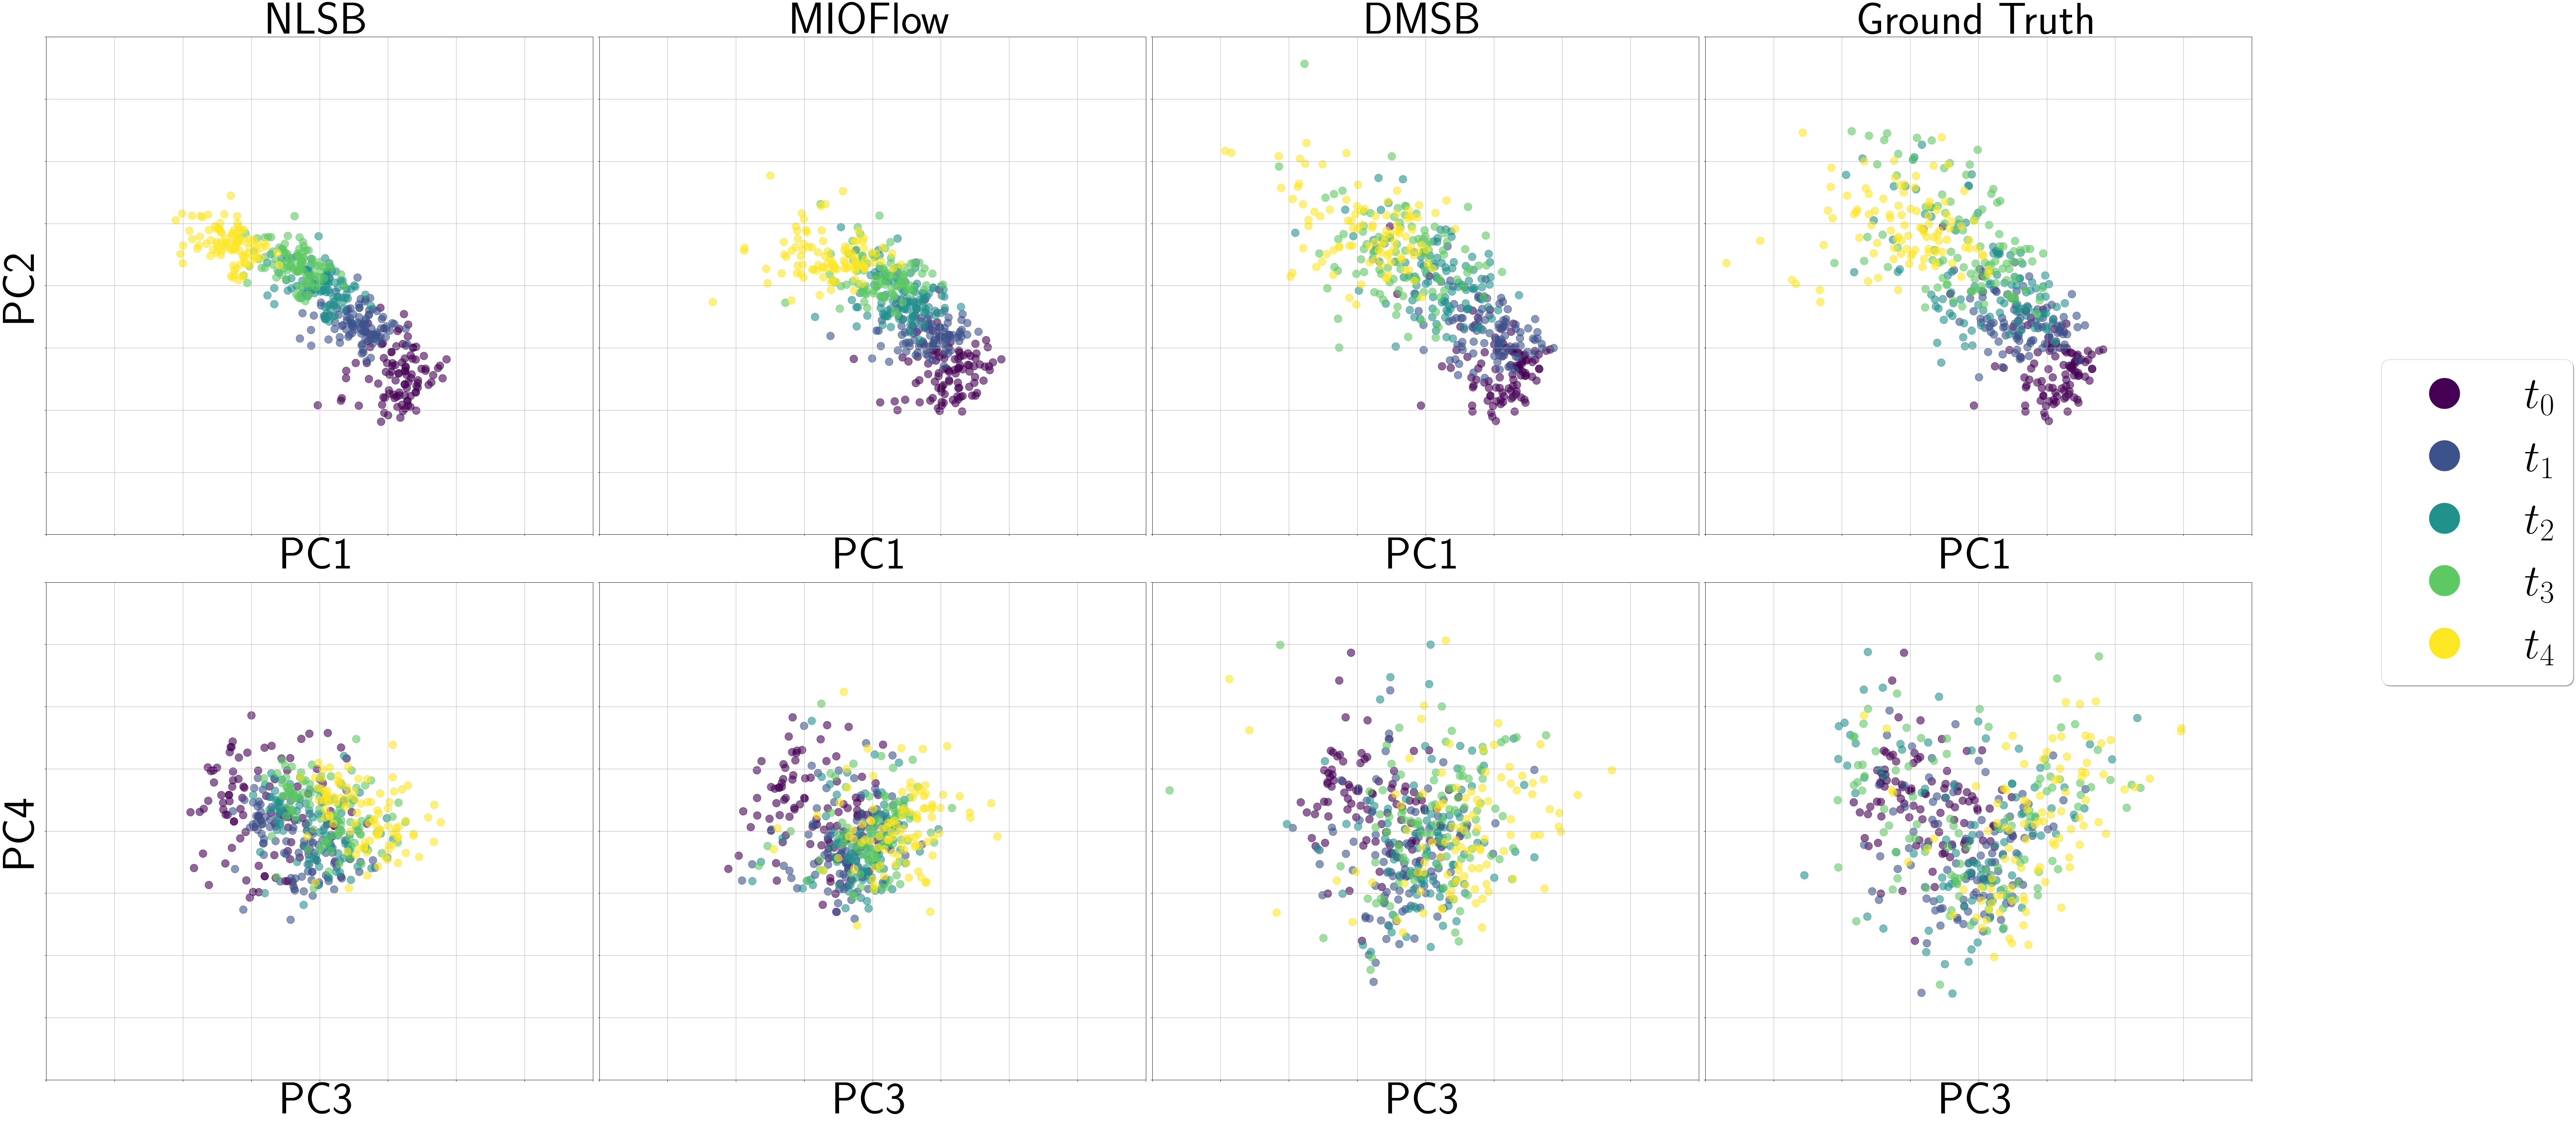 NLSB MIOFlow DMSB Ground Truth
PC2
PC1 PC1 PC1 PC1
t₀
t₁
t₂
t₃
t₄
PC4
PC3 PC3 PC3 PC3